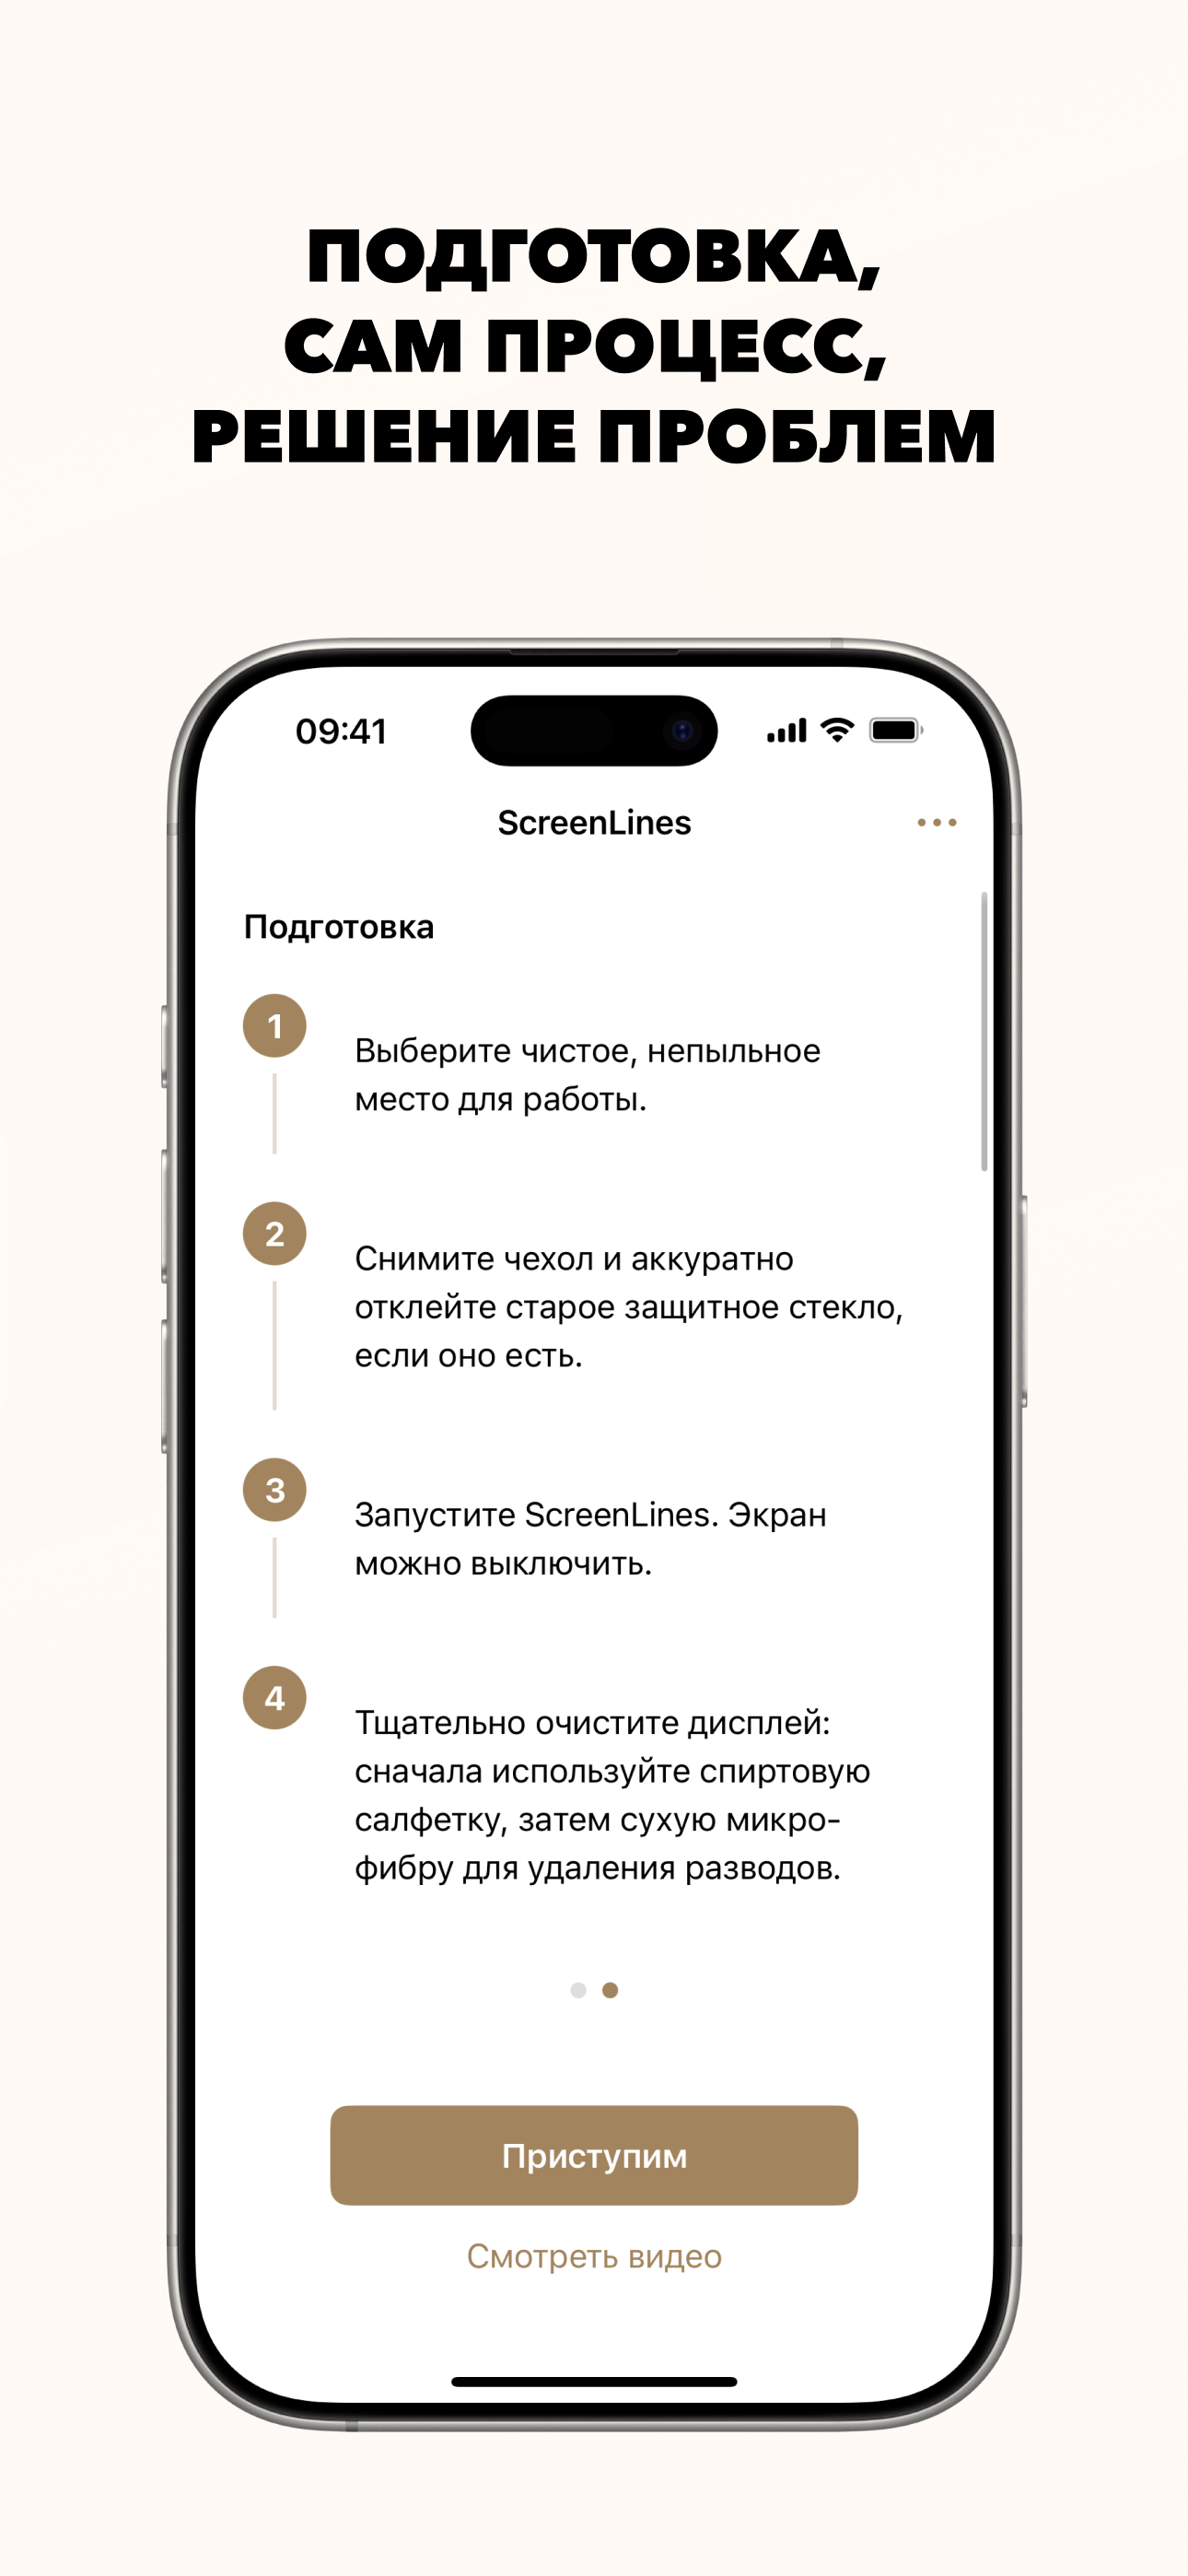 ПОДГОТОВКА,
САМ ПРОЦЕСС,
РЕШЕНИЕ ПРОБЛЕМ
09:41
ScreenLines
Подготовка
1
Выберите чистое, непыльное
место для работы.
2
Снимите чехол и аккуратно
отклейте старое защитное стекло,
если оно есть.
3
Запустите ScreenLines. Экран
можно выключить.
4
Тщательно очистите дисплей:
сначала используйте спиртовую
салфетку, затем сухую микро-
фибру для удаления разводов.
Приступим
Смотреть видео